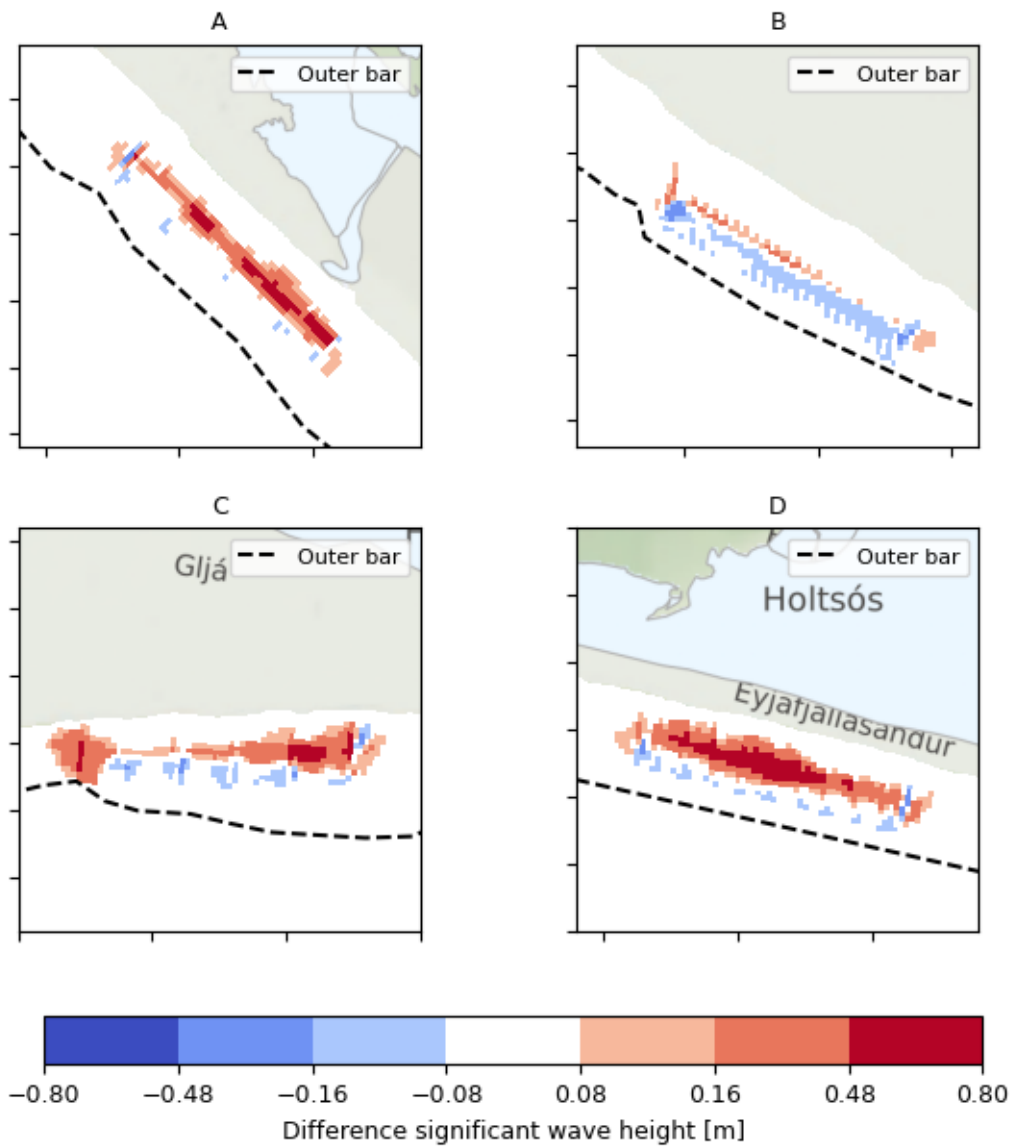 A
Outer bar
B
Outer bar
C
Gljá
Outer bar
D
Outer bar
Holtsós
Eyjafjallasandur
−0.80 −0.48 −0.16 −0.08 0.08 0.16 0.48 0.80
Difference significant wave height [m]